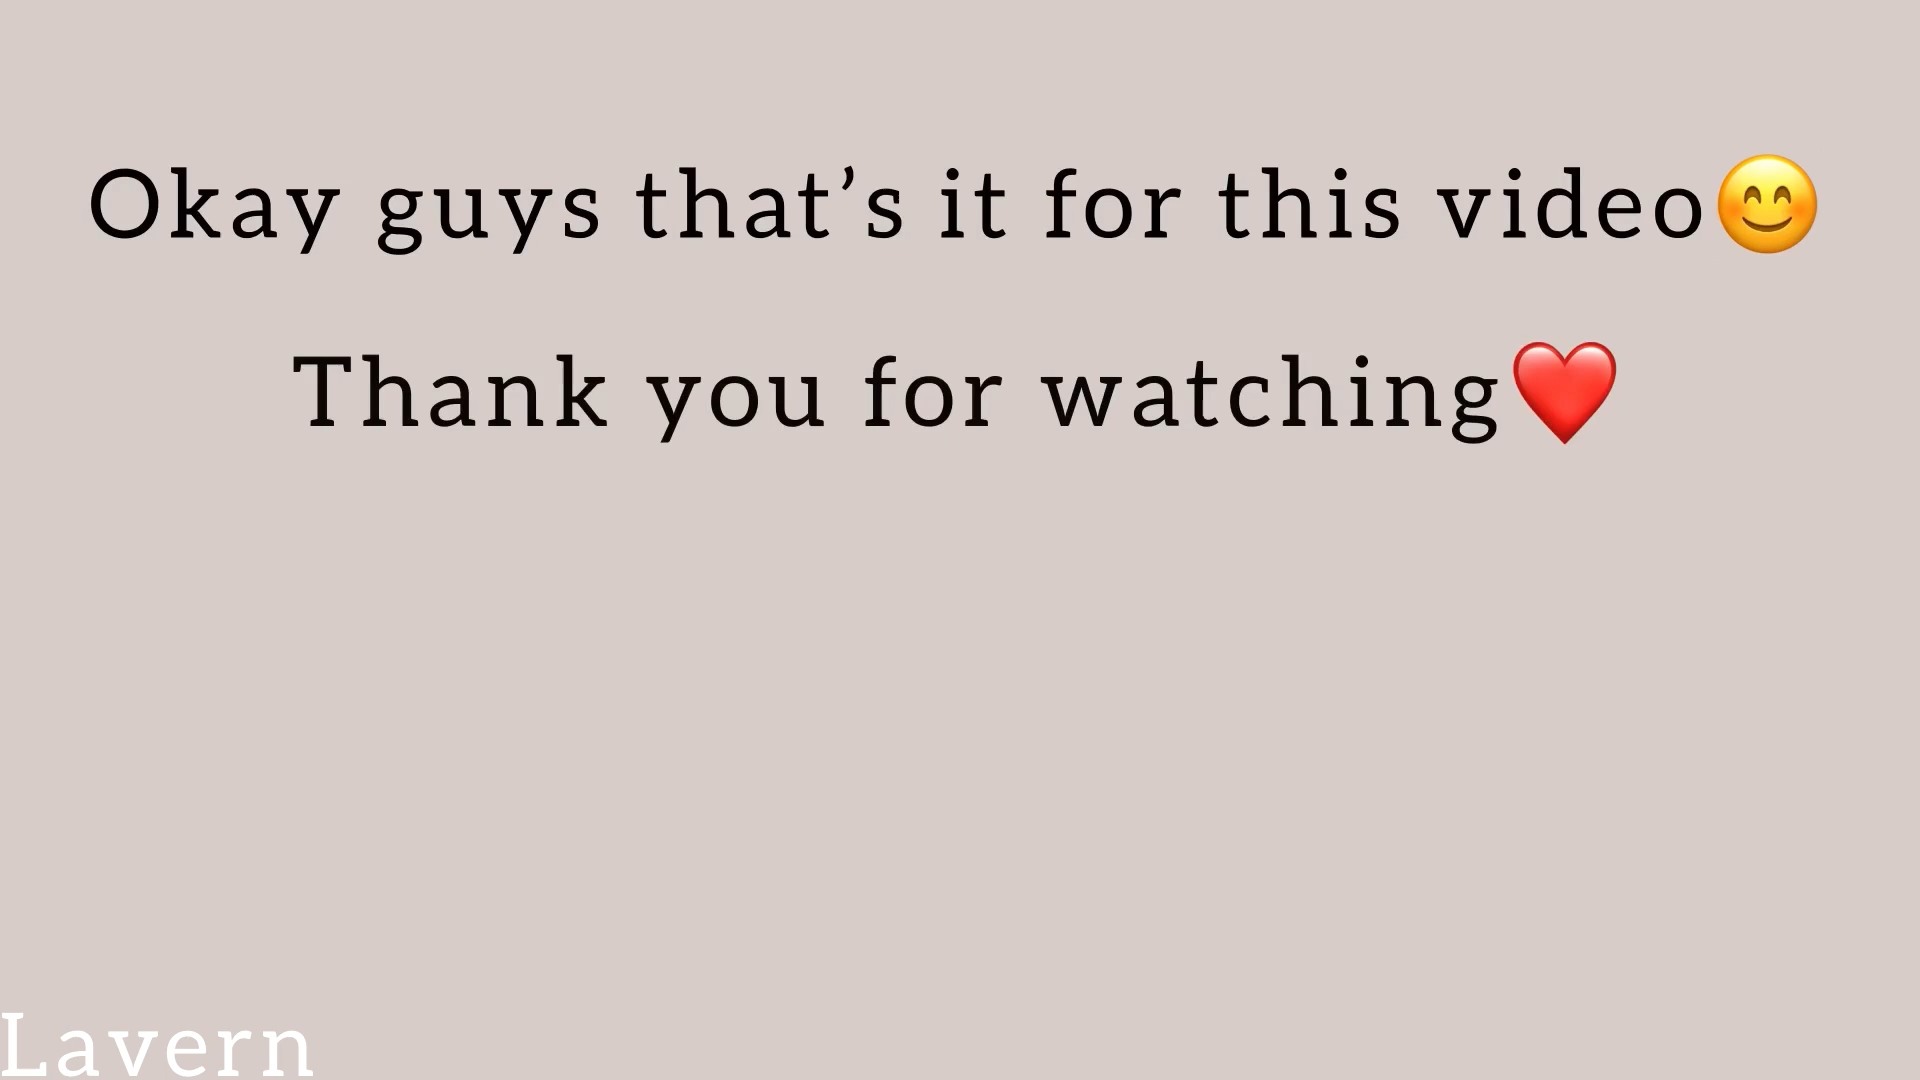 Okay guys that’s it for this video😊
Thank you for watching❤️
Lavern